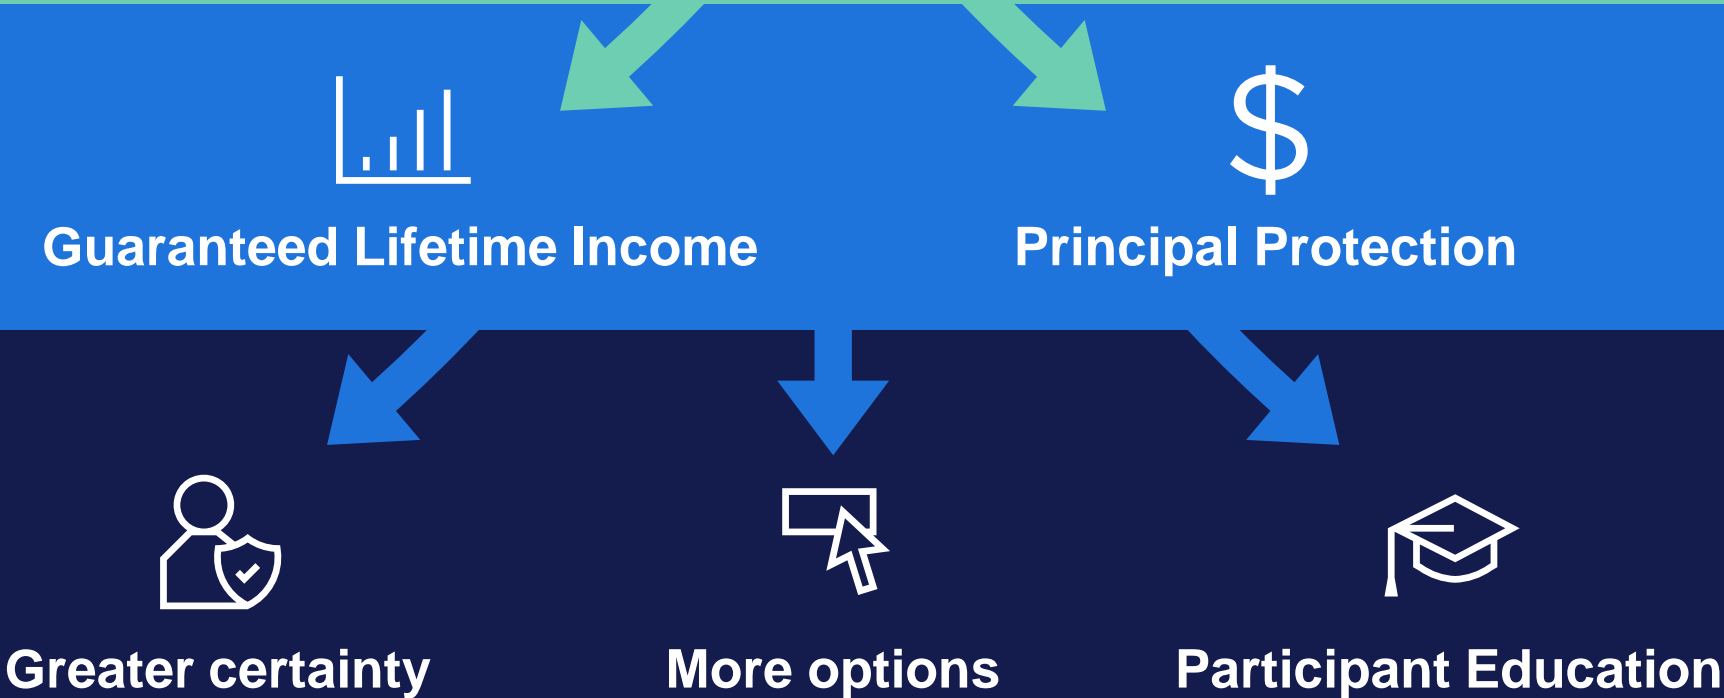 Guaranteed Lifetime Income
Principal Protection
Greater certainty
More options
Participant Education